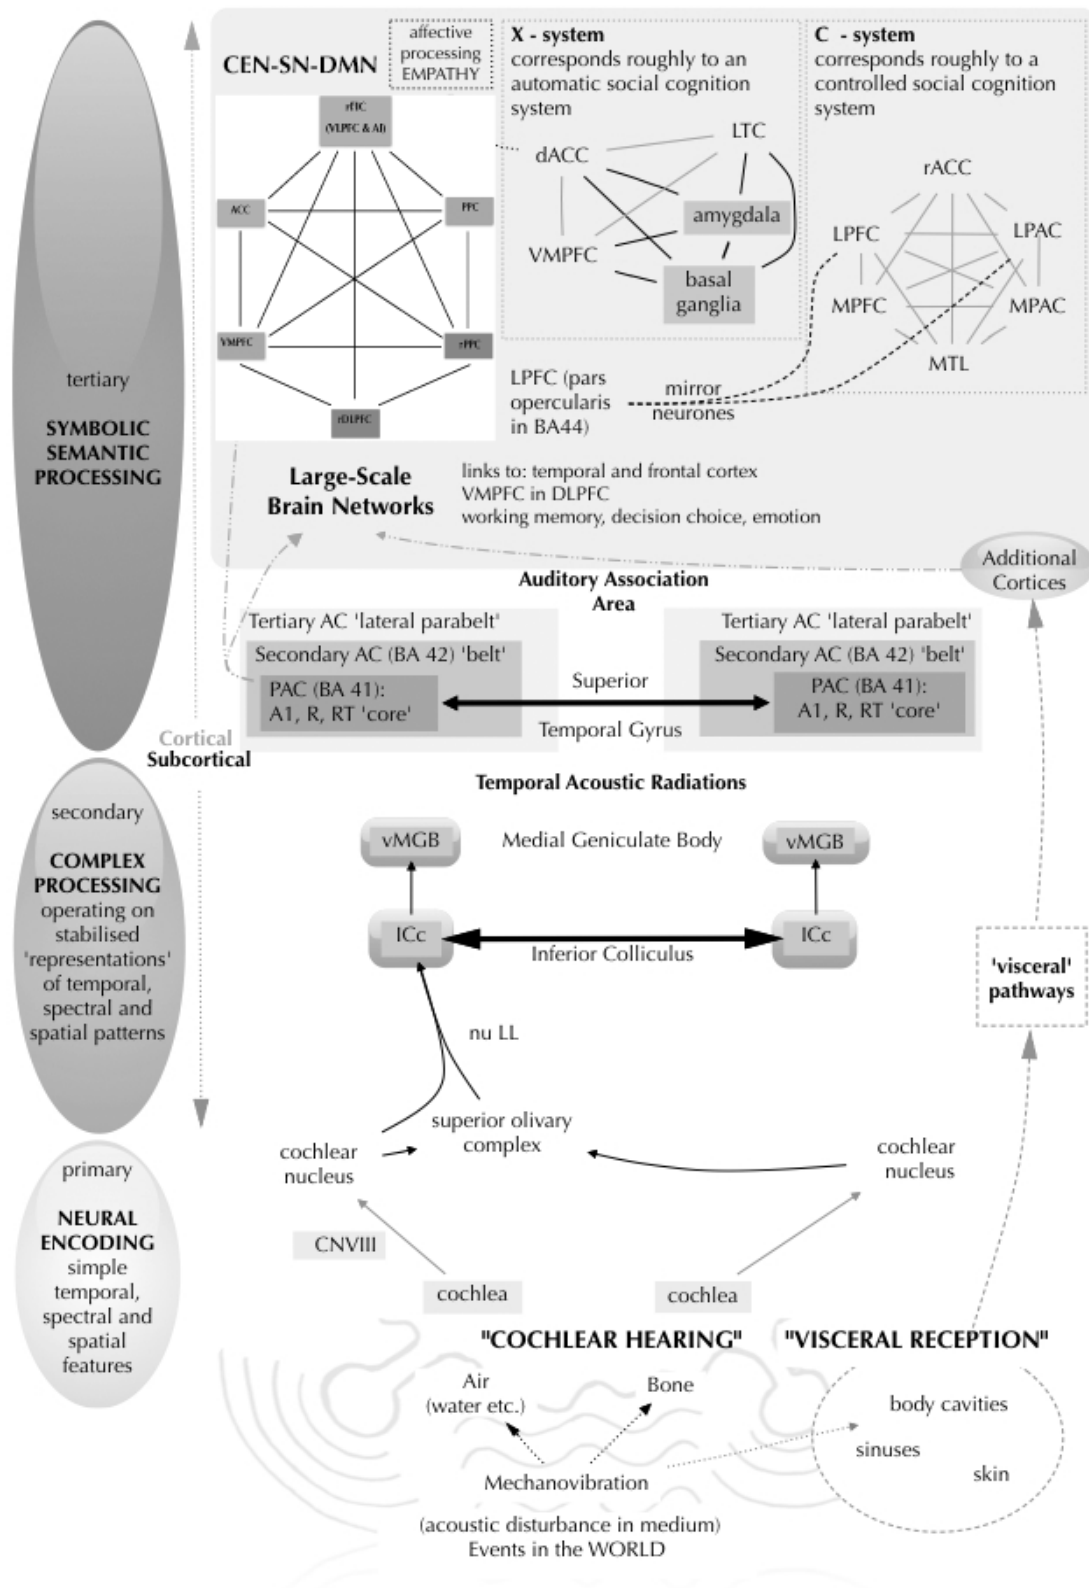 affective
processing
EMPATHY
CEN-SN-DMN
X - system
corresponds roughly to an
automatic social cognition
system
C - system
corresponds roughly to a
controlled social cognition
system
rFIC
(VLPFC & AI)
ACC
PPC
VMPFC
rPPC
rDLPFC
LTC
dACC
amygdala
VMPFC
basal
ganglia
rACC
LPFC
LPAC
MPFC
MPAC
MTL
LPFC (pars
opercularis
in BA44)
mirror
neurones
tertiary
SYMBOLIC
SEMANTIC
PROCESSING
Large-Scale
Brain Networks
links to: temporal and frontal cortex
VMPFC in DLPFC
working memory, decision choice, emotion
Additional
Cortices
Auditory Association
Area
Tertiary AC 'lateral parabelt'
Secondary AC (BA 42) 'belt'
PAC (BA 41):
A1, R, RT 'core'
Superior
Temporal Gyrus
Tertiary AC 'lateral parabelt'
Secondary AC (BA 42) 'belt'
PAC (BA 41):
A1, R, RT 'core'
Cortical
Subcortical
Temporal Acoustic Radiations
secondary
COMPLEX
PROCESSING
operating on
stabilised
'representations'
of temporal,
spectral and
spatial patterns
vMGB
Medial Geniculate Body
vMGB
ICc
Inferior Colliculus
ICc
'visceral'
pathways
nu LL
superior olivary
complex
cochlear
nucleus
cochlear
nucleus
primary
NEURAL
ENCODING
simple
temporal,
spectral and
spatial
features
CNVIII
cochlea
cochlea
"COCHLEAR HEARING"
"VISCERAL RECEPTION"
Air
(water etc.)
Bone
body cavities
sinuses
skin
Mechanovibration
(acoustic disturbance in medium)
Events in the WORLD